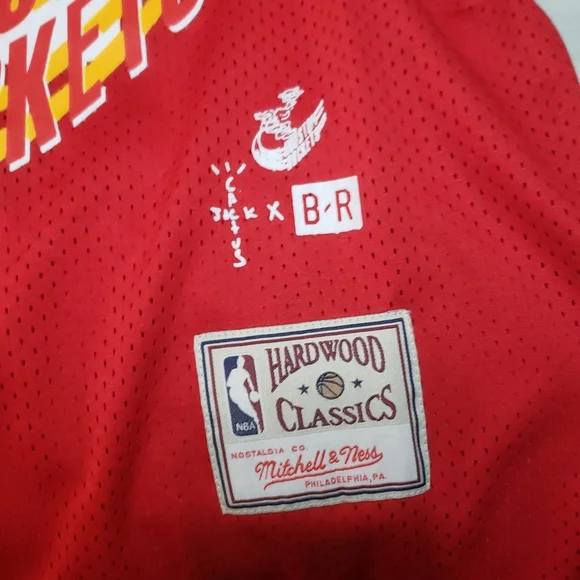 KETS
CACTUS
JACK X B/R
HARDWOOD
CLASSICS
NBA
NOSTALGIA CO.
Mitchell & Ness
PHILADELPHIA, PA.